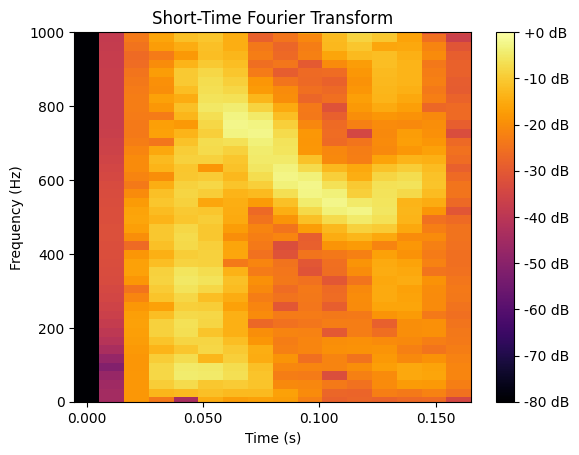 Short-Time Fourier Transform
1000
800
600
400
200
0
Frequency (Hz)
0.000
0.050
0.100
0.150
Time (s)
+0 dB
-10 dB
-20 dB
-30 dB
-40 dB
-50 dB
-60 dB
-70 dB
-80 dB